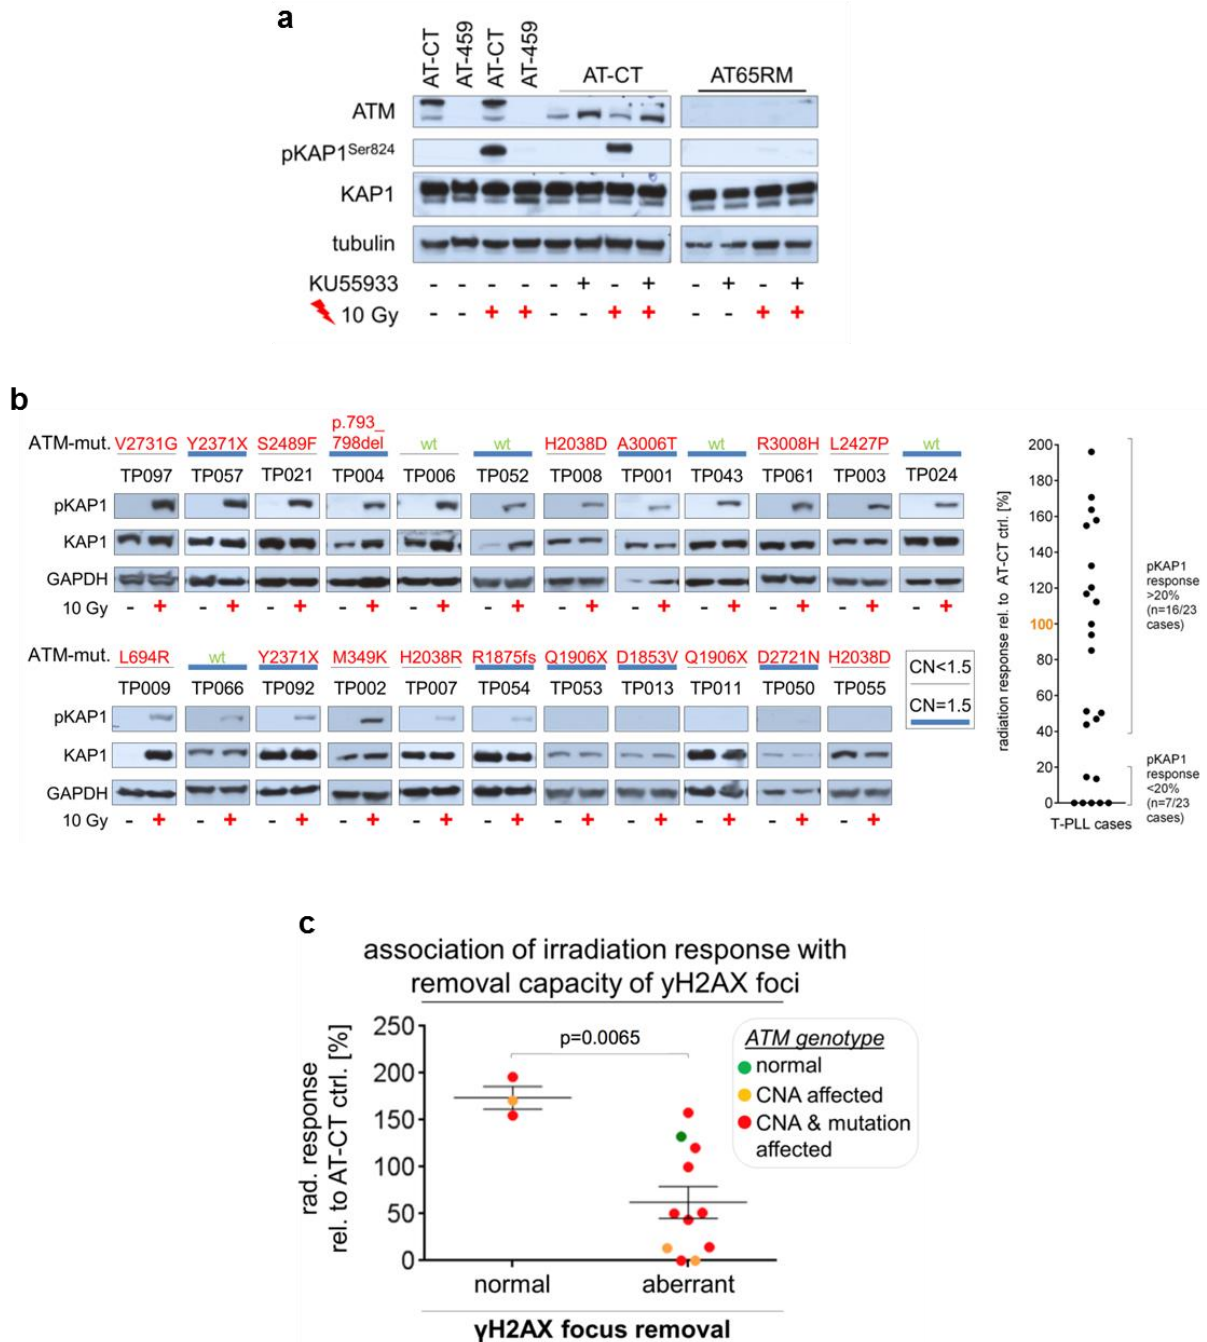 a
AT-CT
AT-459
AT-CT
AT-459
AT-CT
AT65RM
ATM
pKAP1Ser824
KAP1
tubulin
KU55933 - - - - - + - + - + - +
10 Gy - - + + - - + + - - + +
b
ATM-mut. V2731G Y2371X S2489F p.793_798del wt wt H2038D A3006T wt R3008H L2427P wt
TP097 TP057 TP021 TP004 TP006 TP052 TP008 TP001 TP043 TP061 TP003 TP024
pKAP1
KAP1
GAPDH
10 Gy - + - + - + - + - + - + - + - + - + - + - + - +
ATM-mut. L694R wt Y2371X M349K H2038R R1875fs Q1906X D1853V Q1906X D2721N H2038D
TP009 TP066 TP092 TP002 TP007 TP054 TP053 TP013 TP011 TP050 TP055
pKAP1
KAP1
GAPDH
10 Gy - + - + - + - + - + - + - + - + - + - + - +
CN<1.5
CN=1.5
radiation response rel. to AT-CT ctrl. [%]
200
180
160
140
120
100
80
60
40
20
0
T-PLL cases
pKAP1
response
>20%
(n=16/23
cases)
pKAP1
response
<20%
(n=7/23
cases)
c
association of irradiation response with
removal capacity of yH2AX foci
rad. response
rel. to AT-CT ctrl. [%]
250
200
150
100
50
0
p=0.0065
ATM genotype
normal
CNA affected
CNA & mutation
affected
normal aberrant
γH2AX focus removal